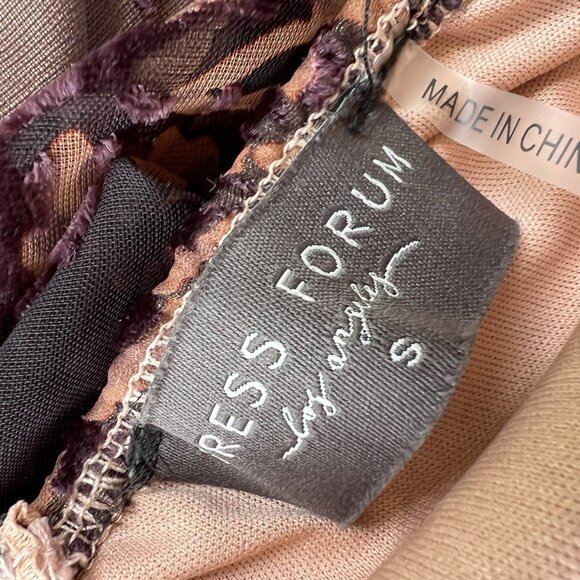 RESS FORUM
los angeles
S
MADE IN CHIN